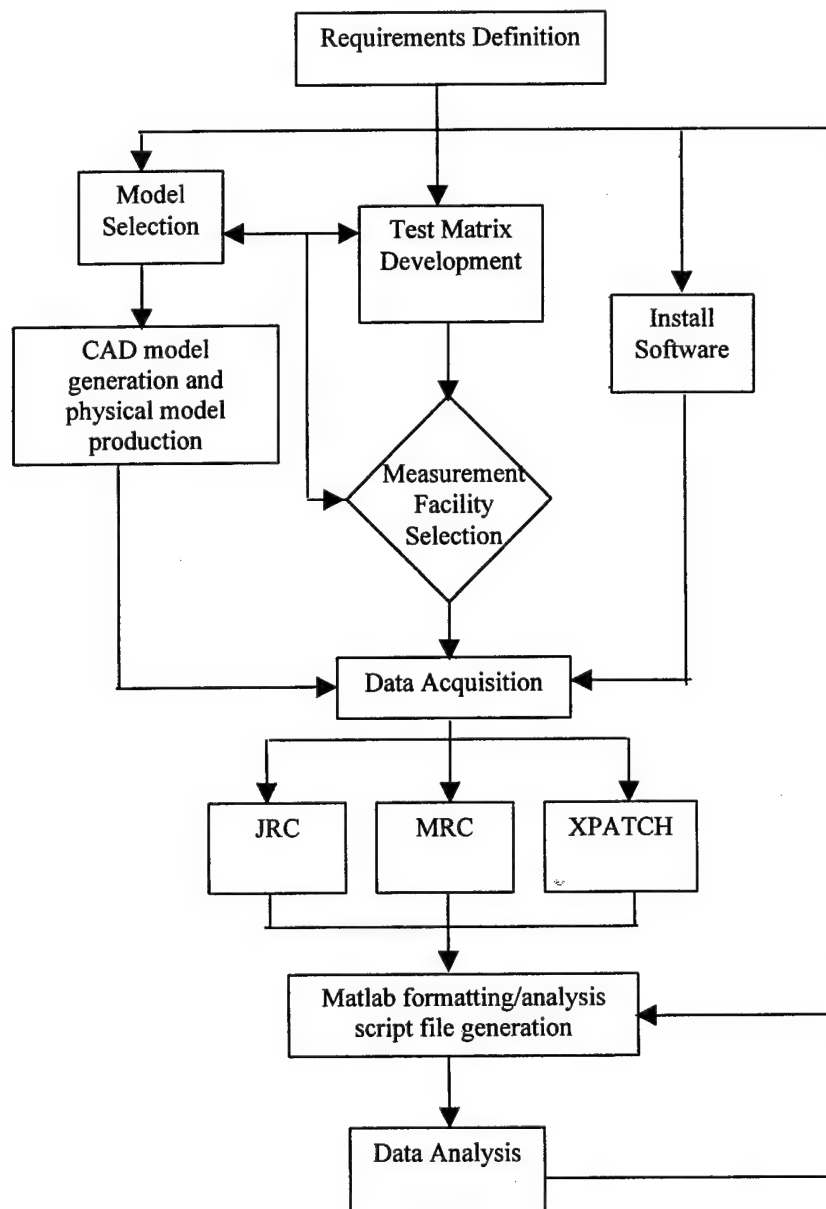 Requirements Definition
Model
Selection
Test Matrix
Development
Install
Software
CAD model
generation and
physical model
production
Measurement
Facility
Selection
Data Acquisition
JRC
MRC
XPATCH
Matlab formatting/analysis
script file generation
Data Analysis